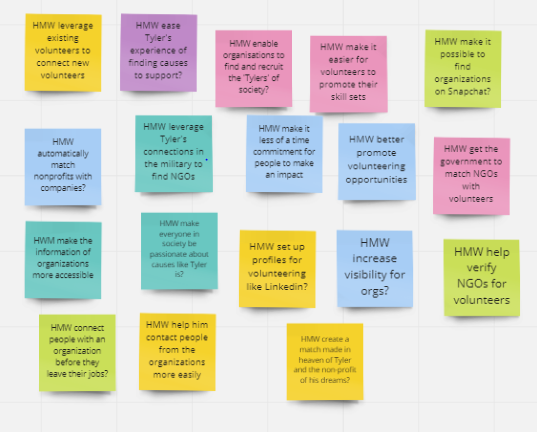 HMW leverage
existing
volunteers to
connect new
volunteers
HMW ease
Tyler's
experience of
finding causes
to support?
HMW enable
organisations to
find and recruit
the 'Tylers' of
society?
HMW make it
easier for
volunteers to
promote their
skill sets
HMW make it
possible to
find
organizations
on Snapchat?
HMW
automatically
match
nonprofits with
companies?
HMW leverage
Tyler's
connections in
the military to
find NGOs
HMW make it
less of a time
commitment for
people to make
an impact
HMW better
promote
volunteering
opportunities
HMW get the
government to
match NGOs
with
volunteers
HWM make the
information of
organizations
more accessible
HMW make
everyone in
society be
passionate about
causes like Tyler
is?
HMW set up
profiles for
volunteering
like Linkedin?
HMW
increase
visibility for
orgs?
HMW help
verify
NGOs for
volunteers
HMW connect
people with an
organization
before they
leave their jobs?
HMW help him
contact people
from the
organizations
more easily
HMW create a
match made in
heaven of Tyler
and the non-profit
of his dreams?